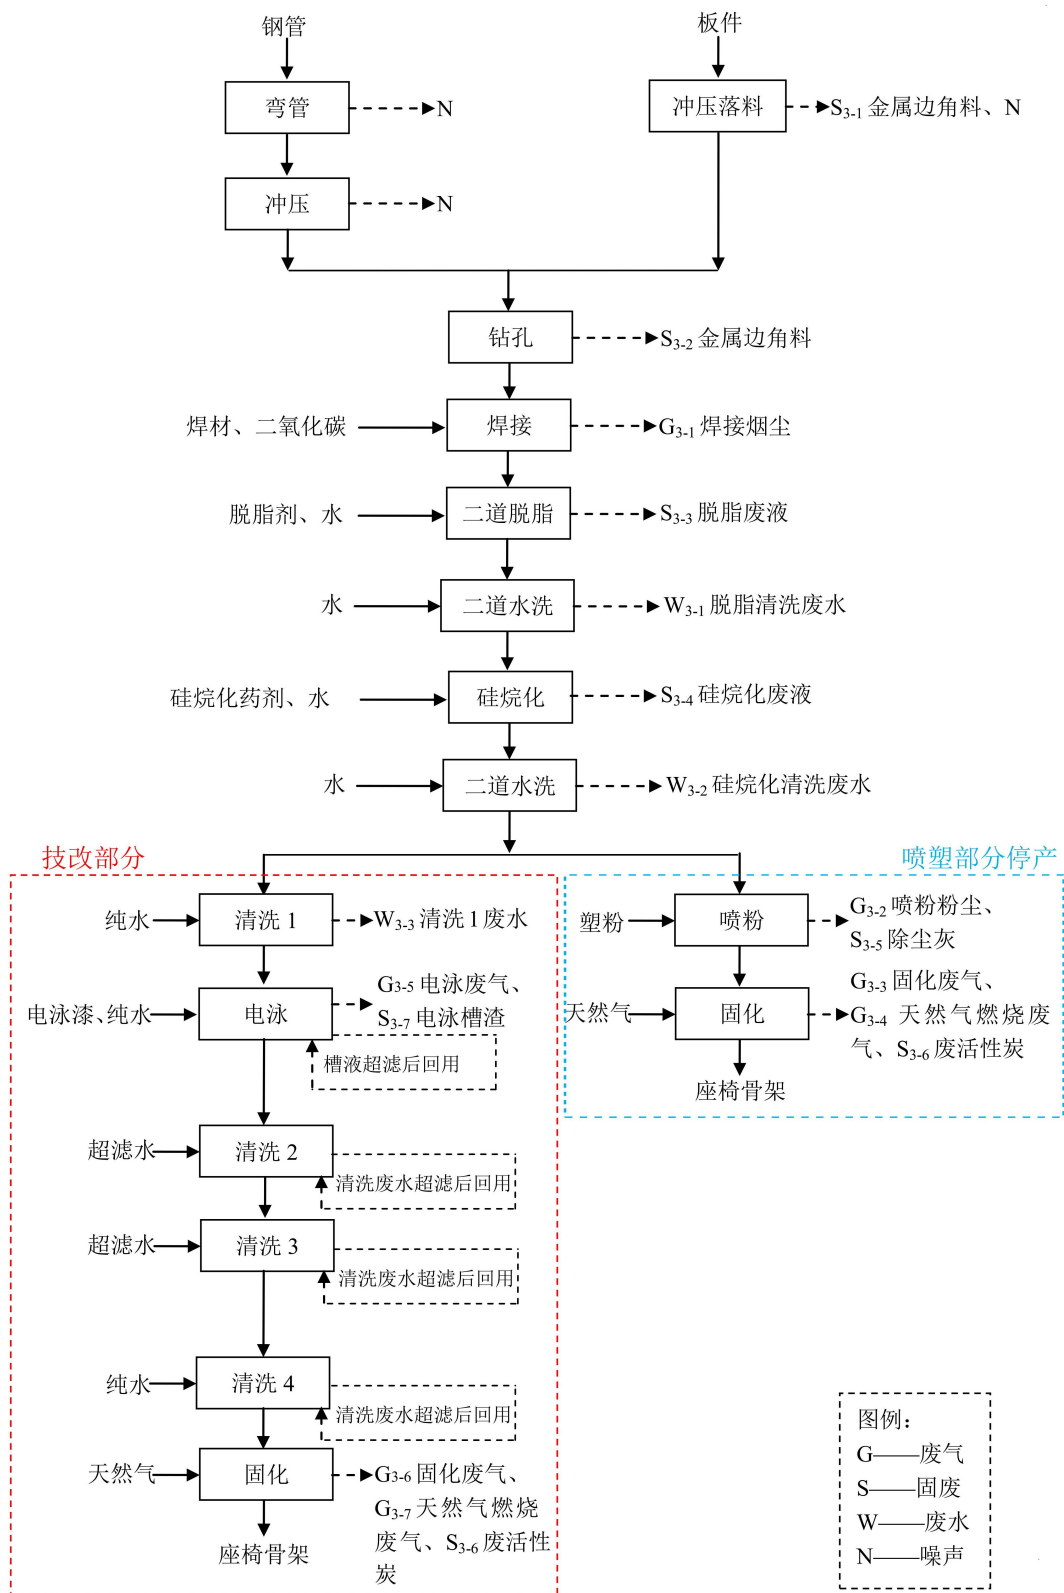 钢管
板件
弯管
N
冲压落料
S3-1 金属边角料、N
冲压
N
钻孔
S3-2 金属边角料
焊材、二氧化碳
焊接
G3-1 焊接烟尘
脱脂剂、水
二道脱脂
S3-3 脱脂废液
水
二道水洗
W3-1 脱脂清洗废水
硅烷化药剂、水
硅烷化
S3-4 硅烷化废液
水
二道水洗
W3-2 硅烷化清洗废水
技改部分
喷塑部分停产
纯水
清洗 1
W3-3 清洗 1 废水
电泳漆、纯水
电泳
G3-5 电泳废气、
S3-7 电泳槽渣
槽液超滤后回用
超滤水
清洗 2
清洗废水超滤后回用
超滤水
清洗 3
清洗废水超滤后回用
纯水
清洗 4
清洗废水超滤后回用
天然气
固化
G3-6 固化废气、
G3-7 天然气燃烧
废气、S3-6 废活性
炭
座椅骨架
塑粉
喷粉
G3-2 喷粉粉尘、
S3-5 除尘灰
天然气
固化
G3-3 固化废气、
G3-4 天然气燃烧废
气、S3-6 废活性炭
座椅骨架
图例：
G——废气
S——固废
W——废水
N——噪声